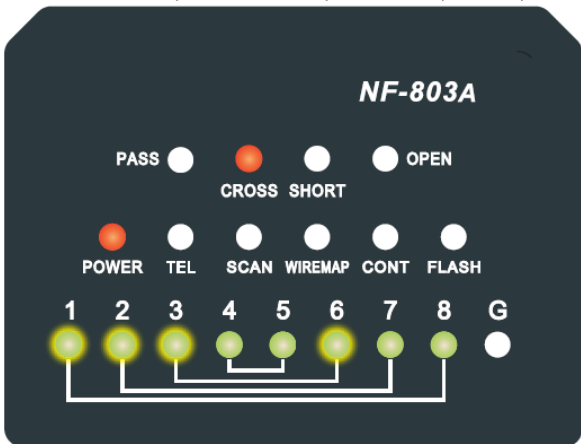 NF-803A
PASS OPEN
CROSS SHORT
POWER TEL SCAN WIREMAP CONT FLASH
1 2 3 4 5 6 7 8 G